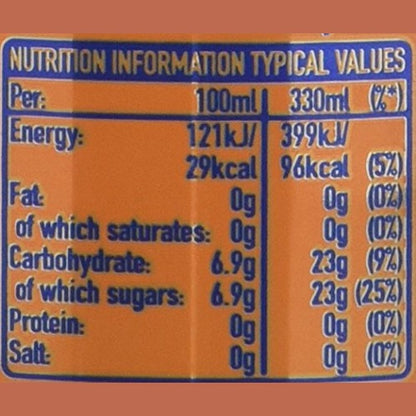 NUTRITION INFORMATION TYPICAL VALUES
Per: 100ml 330ml (%*)
Energy: 121kJ/ 399kJ/
29kcal 96kcal (5%)
Fat: 0g 0g (0%)
of which saturates: 0g 0g (0%)
Carbohydrate: 6.9g 23g (9%)
of which sugars: 6.9g 23g (25%)
Protein: 0g 0g (0%)
Salt: 0g 0g (0%)